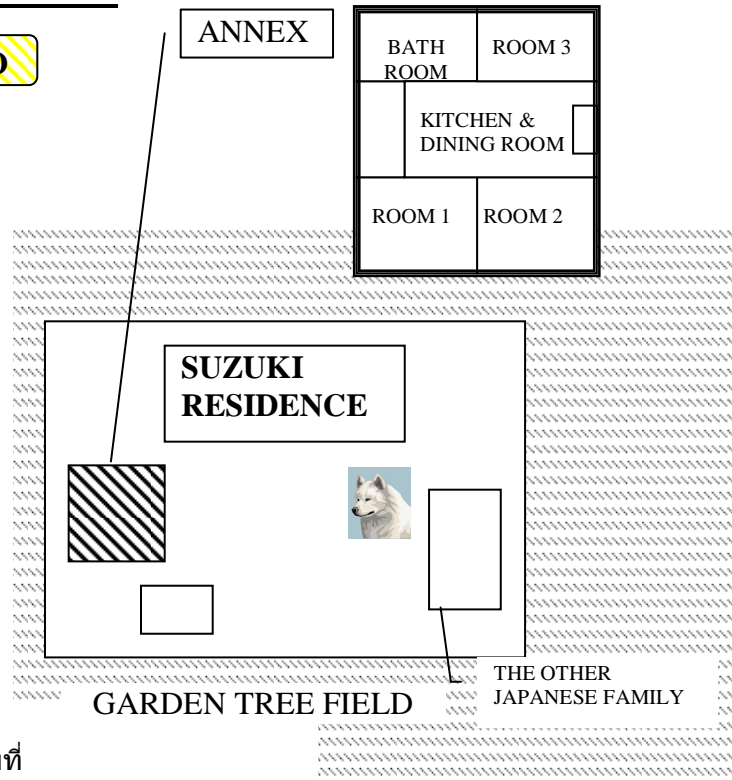 ANNEX
BATH
ROOM
ROOM 3
KITCHEN &
DINING ROOM
ROOM 1
ROOM 2
SUZUKI
RESIDENCE
THE OTHER
JAPANESE FAMILY
GARDEN TREE FIELD